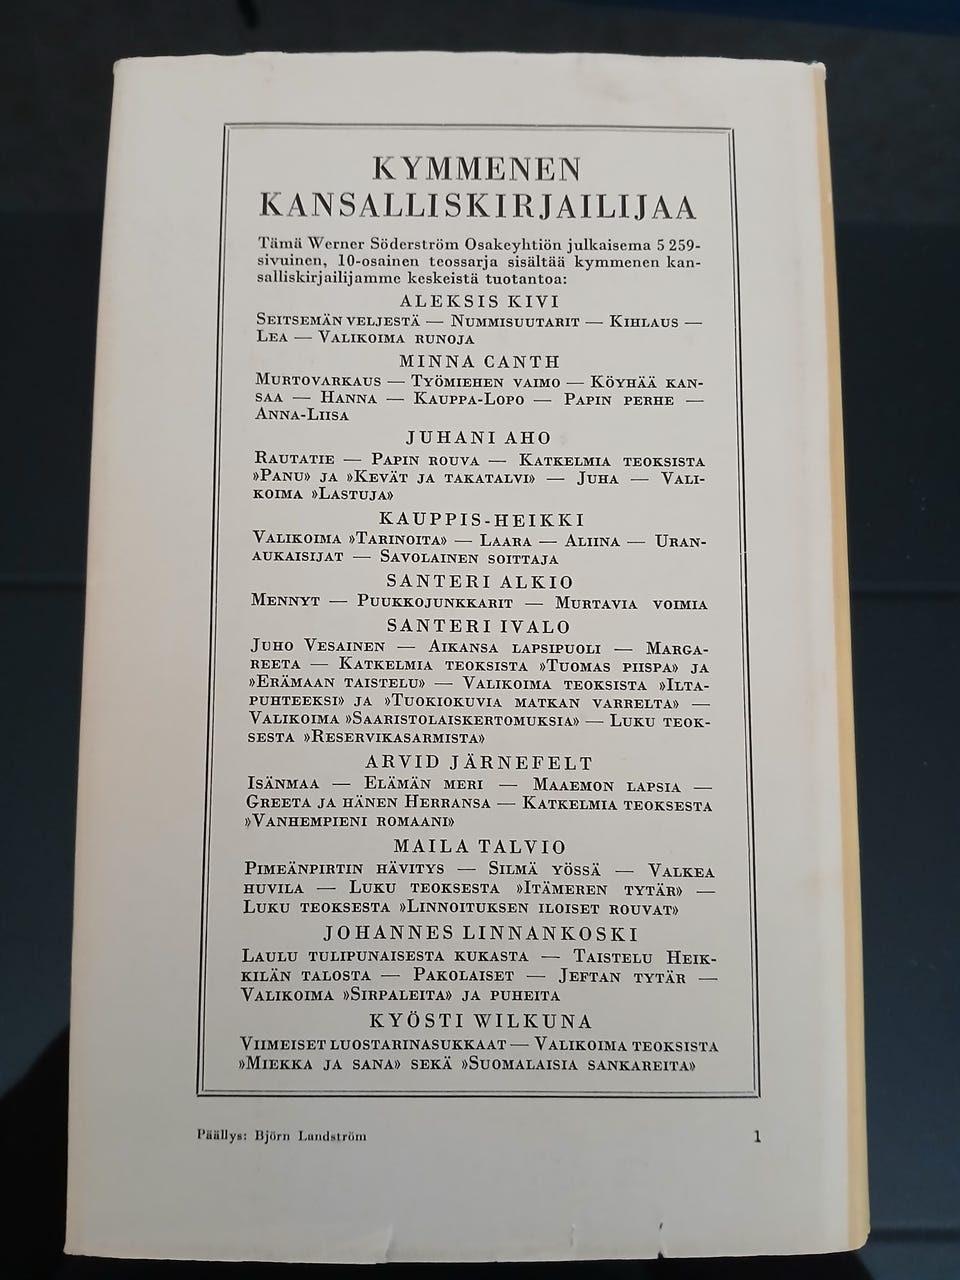 KYMMENEN
KANSALLISKIRJAILIJAA
Tämä Werner Söderström Osakeyhtiön julkaisema 5 259-
sivuinen, 10-osainen teossarja sisältää kymmenen kan-
salliskirjailijamme keskeistä tuotantoa:
ALEKSIS KIVI
SEITSEMÄN VELJESTÄ — NUMMISUUTARIT — KIHLAUS —
LEA — VALIKOIMA RUNOJA
MINNA CANTH
MURTOVARKAUS — TYÖMIEHEN VAIMO — KÖYHÄÄ KAN-
SAA — HANNA — KAUPPA-LOPO — PAPIN PERHE —
ANNA-LIISA
JUHANI AHO
RAUTATIE — PAPIN ROUVA — KATKELMIA TEOKSISTA
»PANU» JA »KEVÄT JA TAKATALVI» — JUHA — VALI-
KOIMA »LASTUJA»
KAUPPIS-HEIKKI
VALIKOIMA »TARINOITA» — LAARA — ALIINA — URAN-
AUKAISIJAT — SAVOLAINEN SOITTAJA
SANTERI ALKIO
MENNYT — PUUKKOJUNKKARIT — MURTAVIA VOIMIA
SANTERI IVALO
JUHO VESAINEN — AIKANSA LAPSIPUOLI — MARGA-
REETA — KATKELMIA TEOKSISTA »TUOMAS PIISPA» JA
»ERÄMAAN TAISTELU» — VALIKOIMA TEOKSISTA »ILTA-
PUHTEEKSI» JA »TUOKIOKUVIA MATKAN VARRELTA» —
VALIKOIMA »SAARISTOLAISKERTOMUKSIA» — LUKU TEOK-
SESTA »RESERVIKASARMISTA»
ARVID JÄRNEFELT
ISÄNMAA — ELÄMÄN MERI — MAAEMON LAPSIA —
GREETA JA HÄNEN HERRANSA — KATKELMIA TEOKSESTA
»VANHEMPIENI ROMAANI»
MAILA TALVIO
PIMEÄNPIRTIN HÄVITYS — SILMÄ YÖSSÄ — VALKEA
HUVILA — LUKU TEOKSESTA »ITÄMEREN TYTÄR» —
LUKU TEOKSESTA »LINNOITUKSEN ILOISET ROUVAT»
JOHANNES LINNANKOSKI
LAULU TULIPUNAISESTA KUKASTA — TAISTELU HEIK-
KILÄN TALOSTA — PAKOLAISET — JEFTAN TYTÄR —
VALIKOIMA »SIRPALEITA» JA PUHEITA
KYÖSTI WILKUNA
VIIMEISET LUOSTARINASUKKAAT — VALIKOIMA TEOKSISTA
»MIEKKA JA SANA» SEKÄ »SUOMALAISIA SANKAREITA»
Päällys: Björn Landström 1